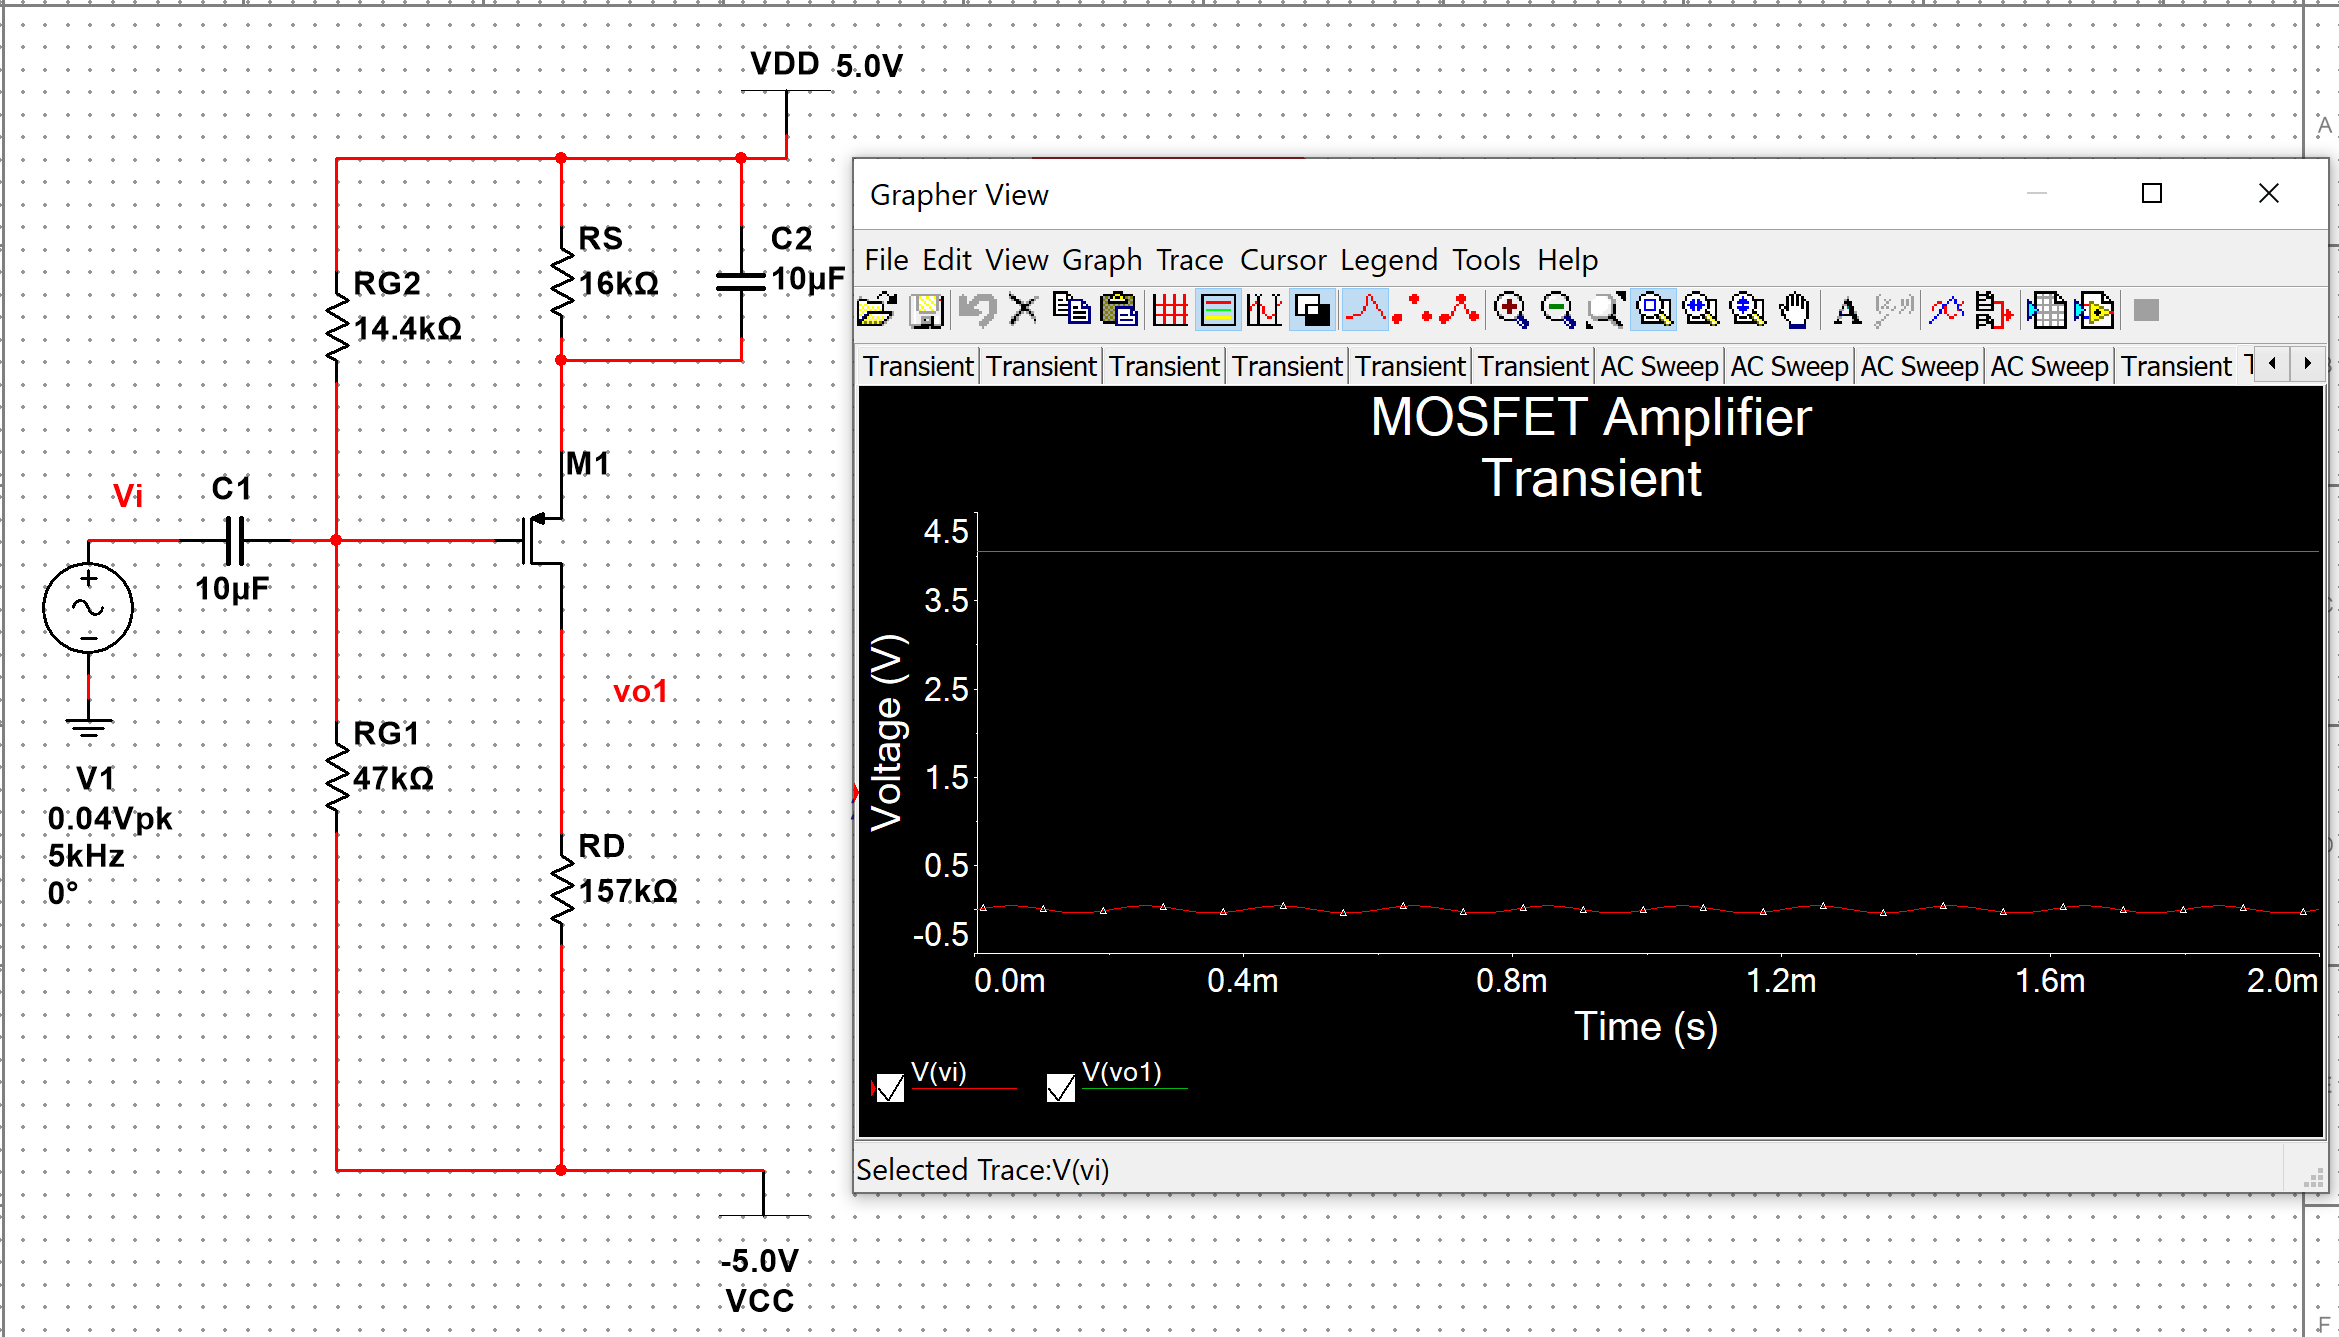 VDD 5.0V
RS
16kΩ
C2
10µF
RG2
14.4kΩ
M1
Vi
C1
10µF
vo1
RG1
47kΩ
V1
0.04Vpk
5kHz
0°
RD
157kΩ
-5.0V
VCC
A
F
Grapher View
File Edit View Graph Trace Cursor Legend Tools Help
A
Transient Transient Transient Transient Transient Transient AC Sweep AC Sweep AC Sweep AC Sweep Transient
MOSFET Amplifier
Transient
Voltage (V)
4.5
3.5
2.5
1.5
0.5
-0.5
0.0m 0.4m 0.8m 1.2m 1.6m 2.0m
Time (s)
V(vi) V(vo1)
Selected Trace:V(vi)